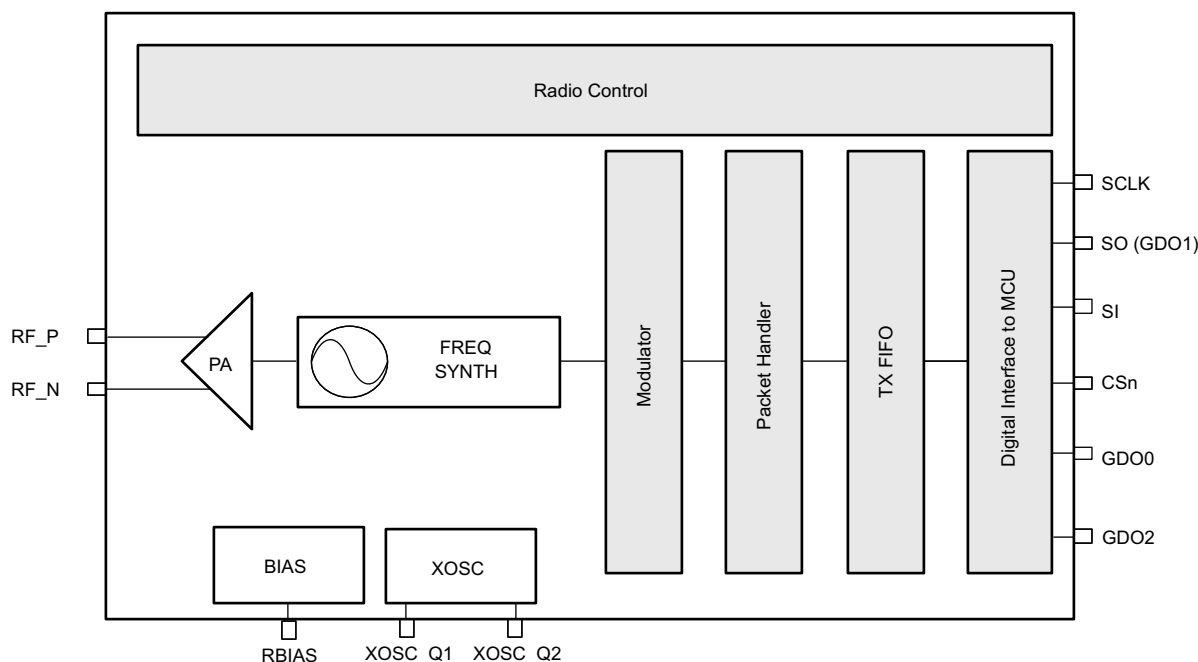 Radio Control
SCLK
SO (GDO1)
SI
CSn
GDO0
GDO2
RF_P
RF_N
PA
FREQ
SYNTH
Modulator
Packet Handler
TX FIFO
Digital Interface to MCU
BIAS
XOSC
RBIAS
XOSC_Q1
XOSC_Q2